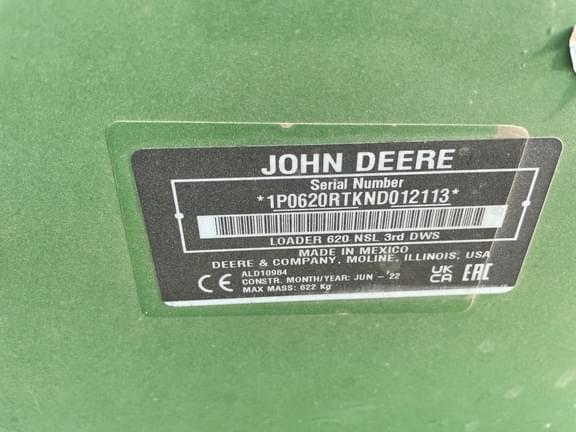 JOHN DEERE
Serial Number
*1P0620RTKND012113*
LOADER 620 NSL 3rd DWS
MADE IN MEXICO
DEERE & COMPANY, MOLINE, ILLINOIS, USA
ALD10984
CONSTR. MONTH/YEAR: JUN - '22
MAX MASS: 622 Kg
CE
UK
CA
EAC